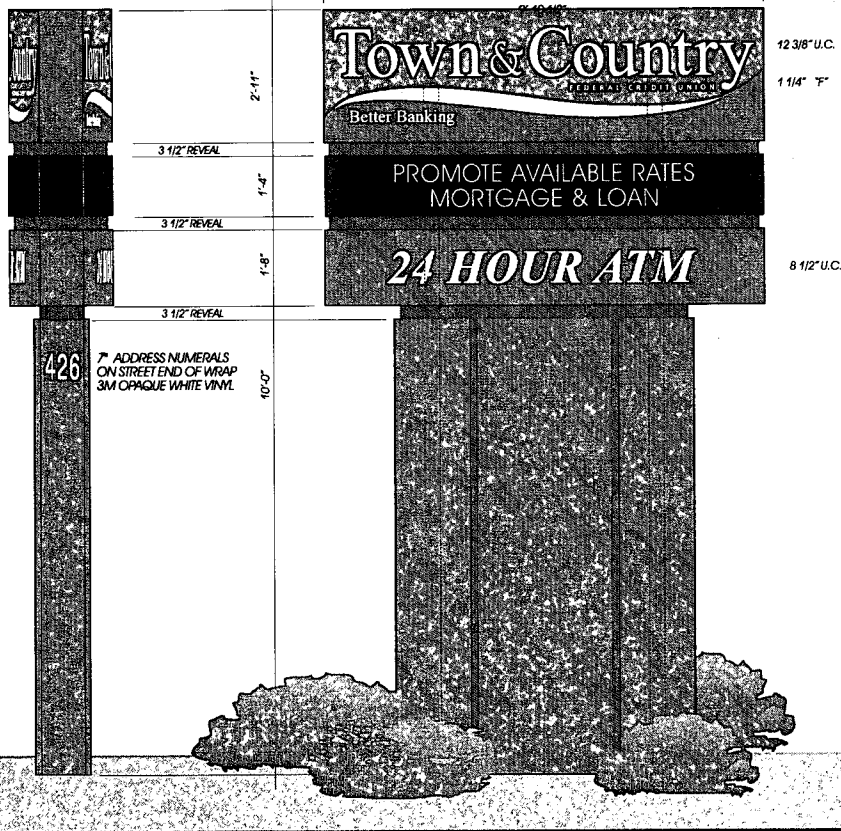 12 3/8" U.C.
Town & Country
2'-11"
1 1/4" "F"
FEDERAL CREDIT UNION
Better Banking
3 1/2" REVEAL
PROMOTE AVAILABLE RATES
1'-4"
MORTGAGE & LOAN
3 1/2" REVEAL
24 HOUR ATM
1'-8"
8 1/2" U.C.
3 1/2" REVEAL
426
7" ADDRESS NUMERALS
ON STREET END OF WRAP
3M OPAQUE WHITE VINYL
10'-0"